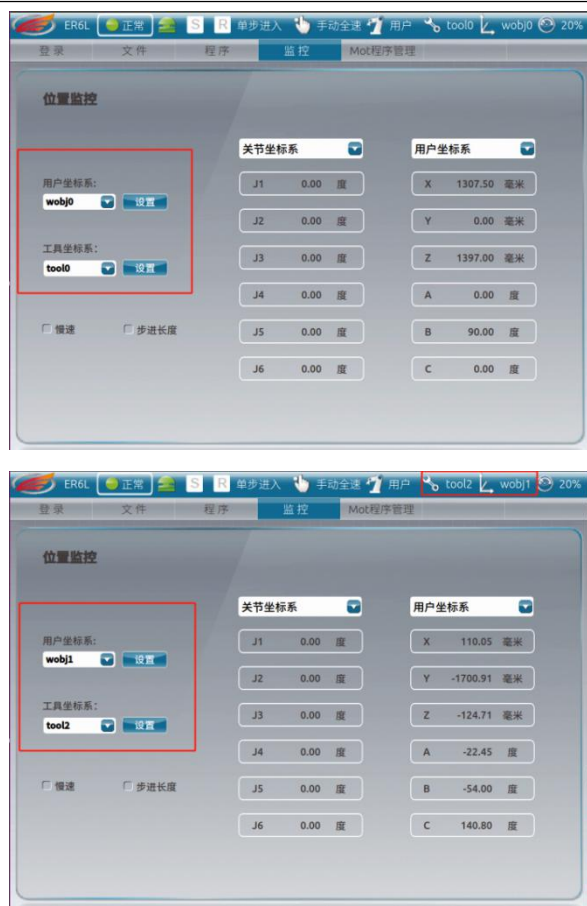 ER6L 正常 S R 单步进入 手动全速 用户 tool0 wobj0 20%
登录 文件 程序 监控 Mot程序管理
位置监控
关节坐标系 用户坐标系
用户坐标系:
wobj0 设置
工具坐标系:
tool0 设置
慢速 步进长度
J1 0.00 度 X 1307.50 毫米
J2 0.00 度 Y 0.00 毫米
J3 0.00 度 Z 1397.00 毫米
J4 0.00 度 A 0.00 度
J5 0.00 度 B 90.00 度
J6 0.00 度 C 0.00 度
ER6L 正常 S R 单步进入 手动全速 用户 tool2 wobj1 20%
登录 文件 程序 监控 Mot程序管理
位置监控
关节坐标系 用户坐标系
用户坐标系:
wobj1 设置
工具坐标系:
tool2 设置
慢速 步进长度
J1 0.00 度 X 110.05 毫米
J2 0.00 度 Y -1700.91 毫米
J3 0.00 度 Z -124.71 毫米
J4 0.00 度 A -22.45 度
J5 0.00 度 B -54.00 度
J6 0.00 度 C 140.80 度